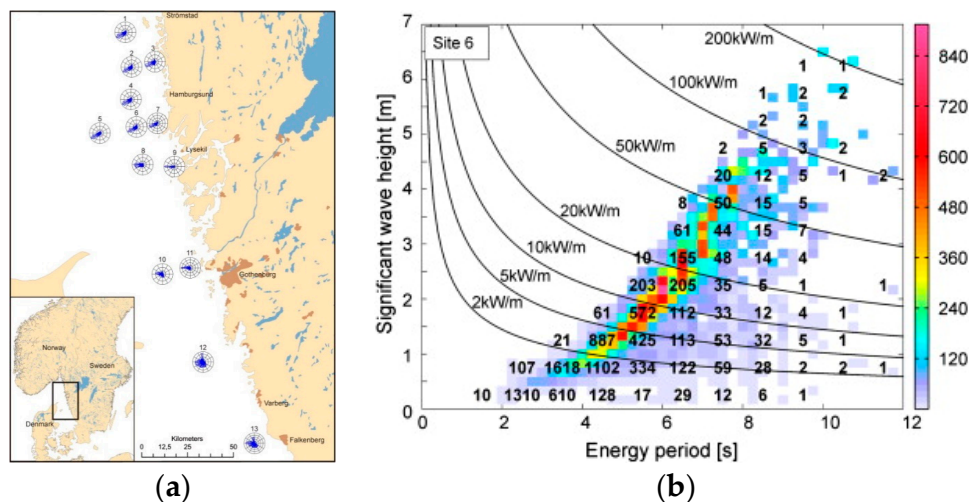 1
Strömstad
2
3
Hamburgsund
4
5
6
7
8
Lysekil
9
10
11
Gothenberg
Norway
Sweden
Denmark
12
Varberg
Kilometers
0 12,5 25 50
13
Falkenberg
(a)
Site 6
7
6
5
4
3
2
1
0
Significant wave height [m]
200kW/m
100kW/m
50kW/m
20kW/m
10kW/m
5kW/m
2kW/m
1 1
1 2 2
2 2
2 5 3 2
20 12 5 1 2
8 50 15 5
61 44 15 7
10 155 48 14 4
203 205 35 6 1 1
61 572 112 33 12 4 1
21 887 425 113 53 32 5 1
107 1618 1102 334 122 59 28 2 2 1
10 1310 610 128 17 29 12 6 1
0 2 4 6 8 10 12
Energy period [s]
840
720
600
480
360
240
120
(b)